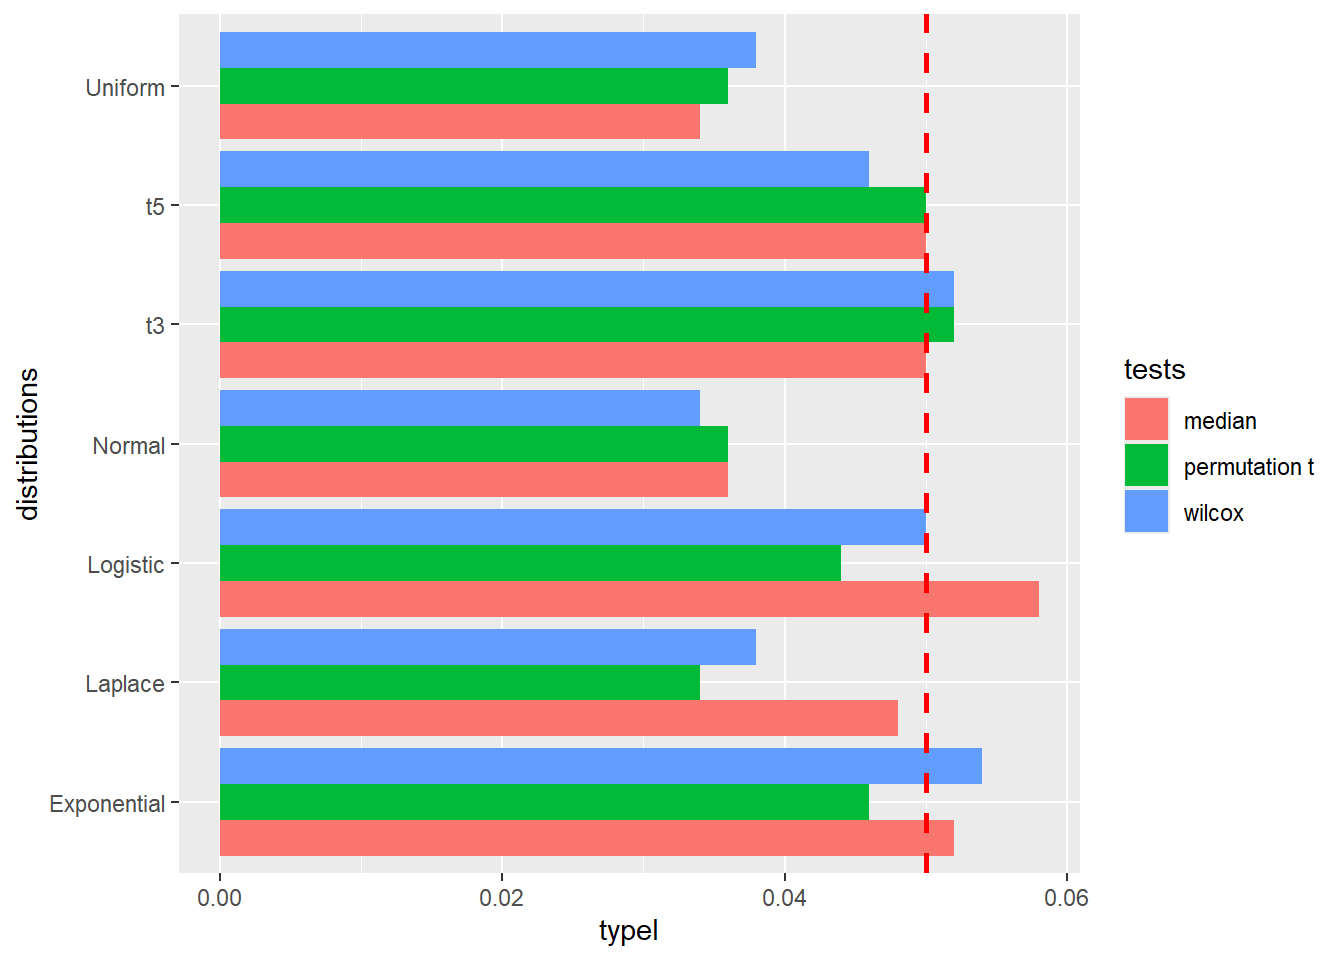 Uniform
t5
t3
Normal
Logistic
Laplace
Exponential
distributions
0.00
0.02
0.04
0.06
typeI
tests
median
permutation t
wilcox